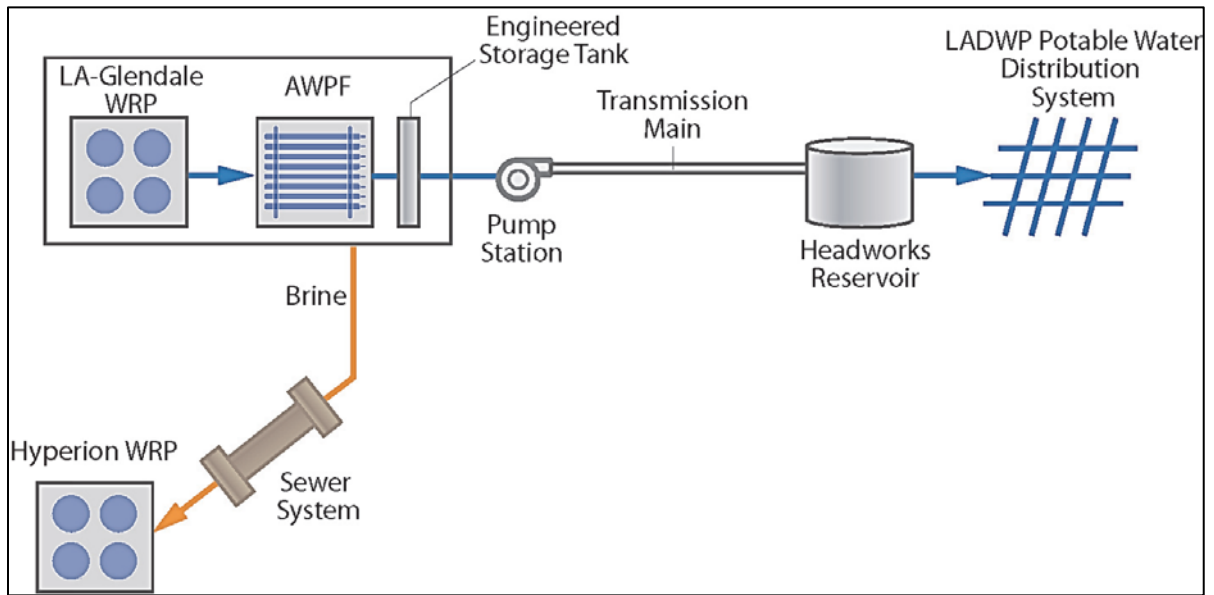 Engineered
Storage Tank
LADWP Potable Water
Distribution
System
LA-Glendale
WRP
AWPF
Transmission
Main
Pump
Station
Headworks
Reservoir
Brine
Hyperion WRP
Sewer
System